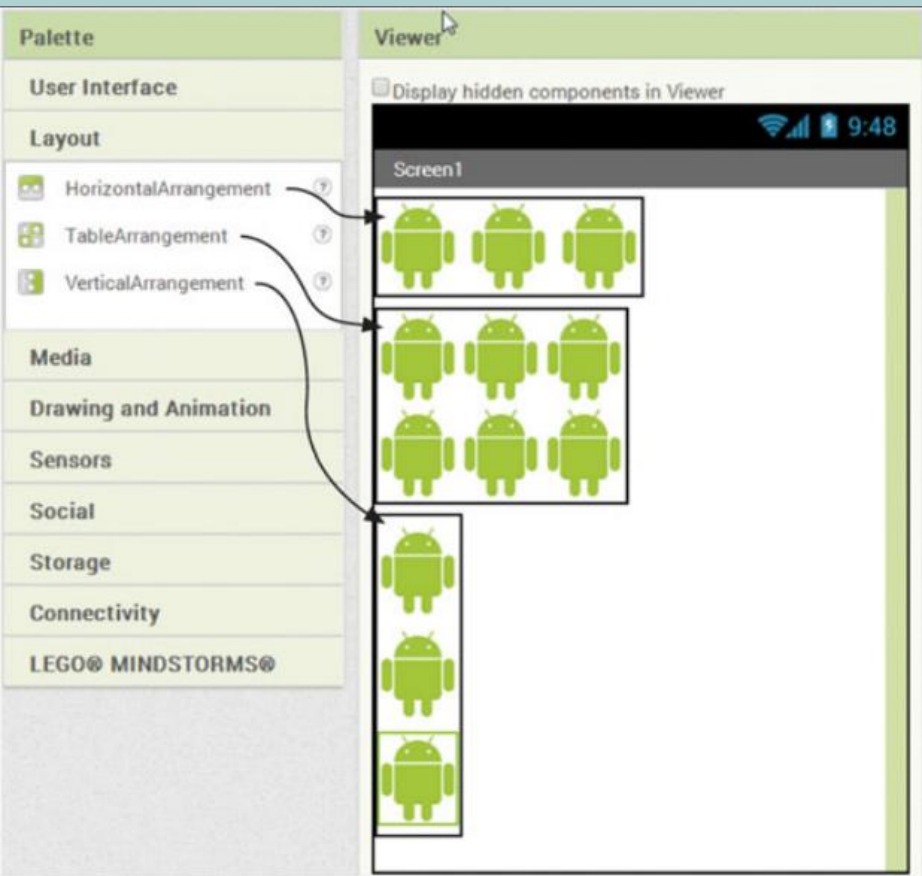 Palette
User Interface
Layout
HorizontalArrangement ?
TableArrangement ?
VerticalArrangement ?
Media
Drawing and Animation
Sensors
Social
Storage
Connectivity
LEGO® MINDSTORMS®
Viewer
Display hidden components in Viewer
9:48
Screen1